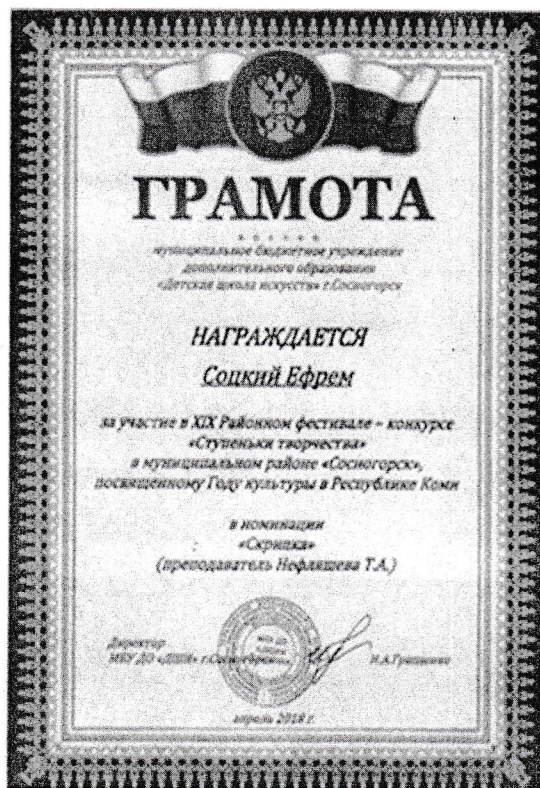 ГРАМОТА
муниципальное бюджетное учреждение
дополнительного образования
«Детская школа искусств» г.Сосногорск
НАГРАЖДАЕТСЯ
Соцкий Ефрем
за участие в XIX Районном фестивале – конкурсе
«Ступеньки творчества»
в муниципальном районе «Сосногорск»,
посвященному Году культуры в Республике Коми
в номинации
«Скрипка»
(преподаватель Нефляшева Т.А.)
Директор
МБУ ДО «ДШИ» г.Сосногорск
апрель 2018 г.